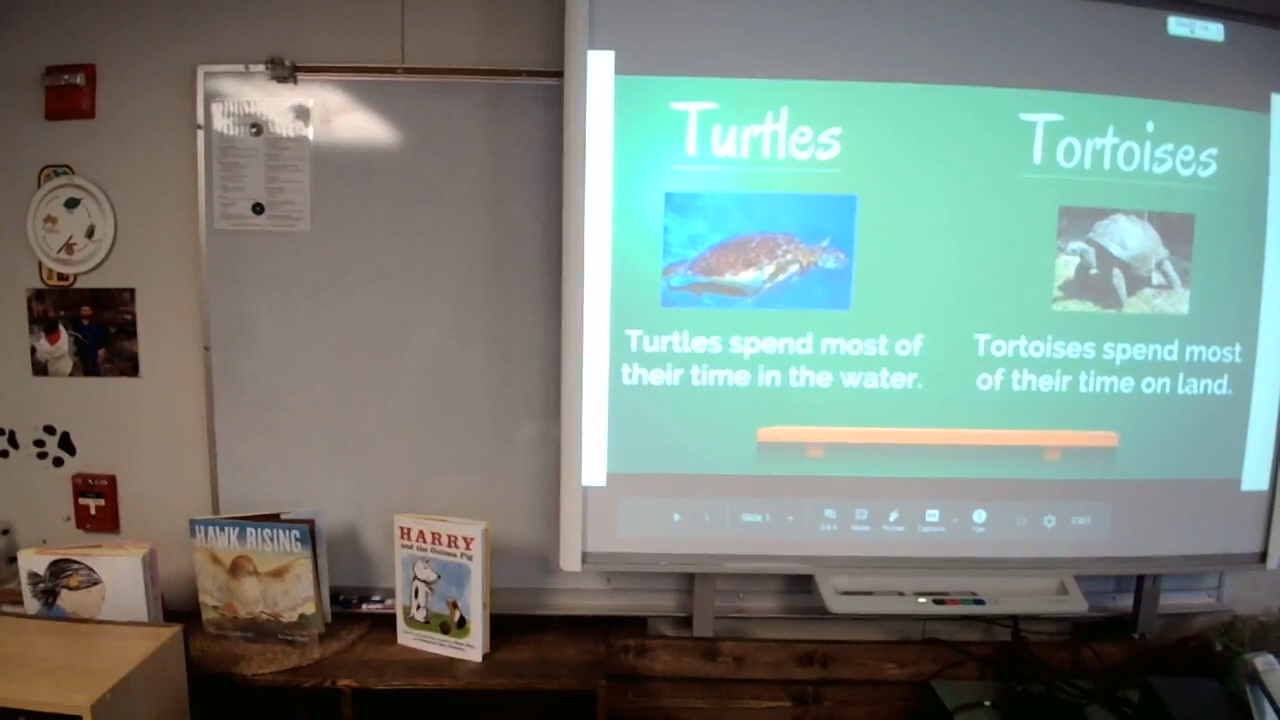 Turtles
Tortoises
Turtles spend most of
their time in the water.
Tortoises spend most
of their time on land.
Slide 1
EXIT
HAWK RISING
HARRY
and the Guinea Pig